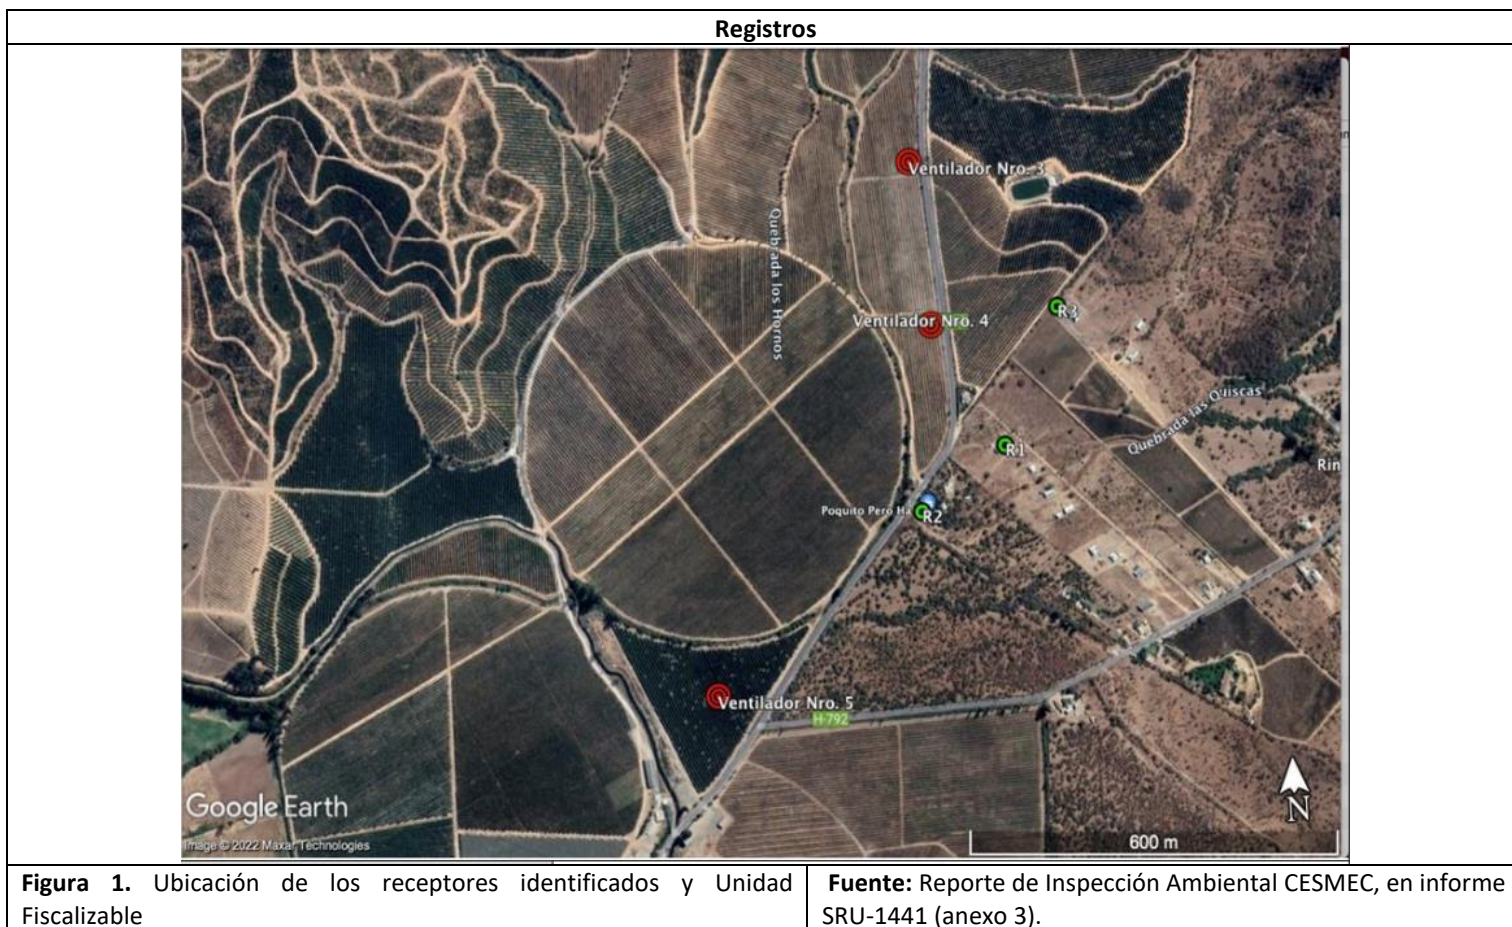 Registros
Ventilador Nro. 3
Quebrada los Hornos
Ventilador Nro. 4
R3
Quebrada las Quiscas
R1
Rin
Poquito Pero Ha
R2
Ventilador Nro. 5
H-792
Google Earth
Image © 2022 Maxar Technologies
N
600 m
Figura 1. Ubicación de los receptores identificados y Unidad
Fiscalizable
Fuente: Reporte de Inspección Ambiental CESMEC, en informe
SRU-1441 (anexo 3).